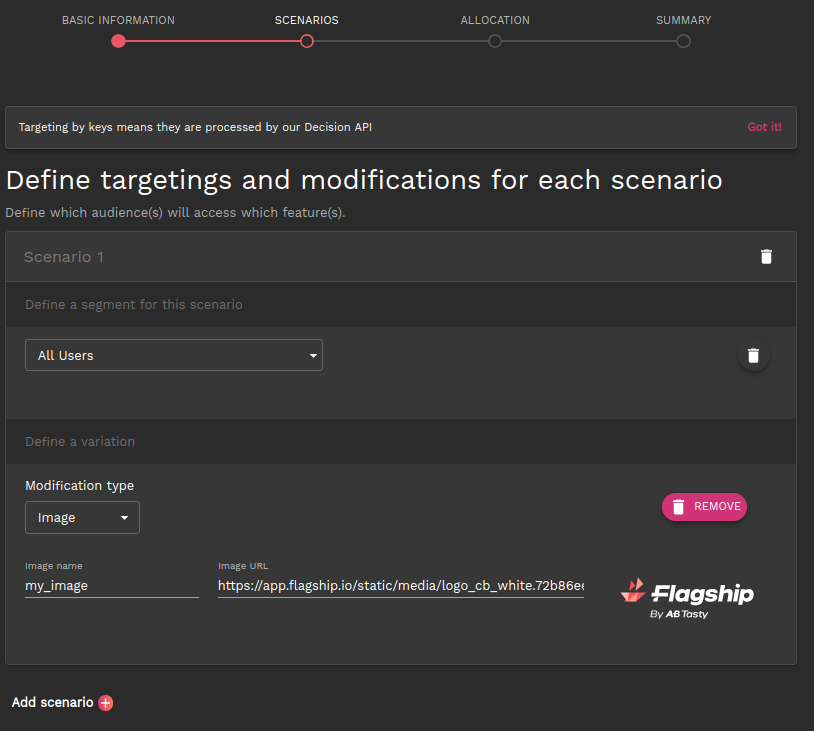 BASIC INFORMATION SCENARIOS ALLOCATION SUMMARY
Targeting by keys means they are processed by our Decision API Got it!
Define targetings and modifications for each scenario
Define which audience(s) will access which feature(s).
Scenario 1
Define a segment for this scenario
All Users
Define a variation
Modification type
Image
REMOVE
Image name Image URL
my_image https://app.flagship.io/static/media/logo_cb_white.72b86ee
Flagship
By AB Tasty
Add scenario